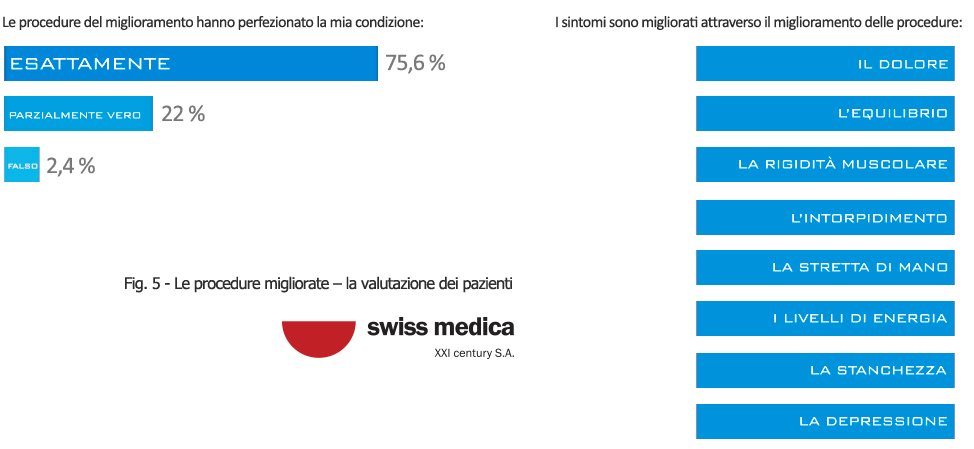 Le procedure del miglioramento hanno perfezionato la mia condizione:
ESATTAMENTE 75,6 %
PARZIALMENTE VERO 22 %
FALSO 2,4 %
Fig. 5 - Le procedure migliorate – la valutazione dei pazienti
swiss medica
XXI century S.A.
I sintomi sono migliorati attraverso il miglioramento delle procedure:
IL DOLORE
L'EQUILIBRIO
LA RIGIDITÀ MUSCOLARE
L'INTORPIDIMENTO
LA STRETTA DI MANO
I LIVELLI DI ENERGIA
LA STANCHEZZA
LA DEPRESSIONE